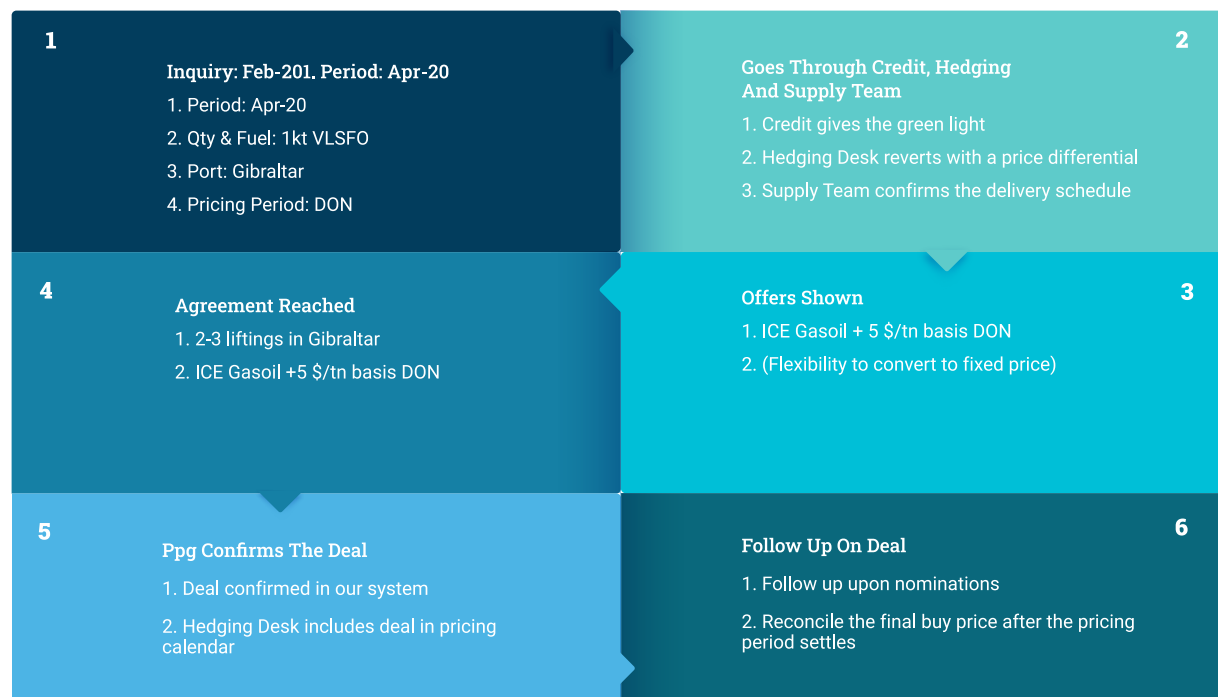 1
Inquiry: Feb-201. Period: Apr-20
1. Period: Apr-20
2. Qty & Fuel: 1kt VLSFO
3. Port: Gibraltar
4. Pricing Period: DON
2
Goes Through Credit, Hedging
And Supply Team
1. Credit gives the green light
2. Hedging Desk reverts with a price differential
3. Supply Team confirms the delivery schedule
3
Offers Shown
1. ICE Gasoil + 5 $/tn basis DON
2. (Flexibility to convert to fixed price)
4
Agreement Reached
1. 2-3 liftings in Gibraltar
2. ICE Gasoil +5 $/tn basis DON
5
Ppg Confirms The Deal
1. Deal confirmed in our system
2. Hedging Desk includes deal in pricing
calendar
6
Follow Up On Deal
1. Follow up upon nominations
2. Reconcile the final buy price after the pricing
period settles